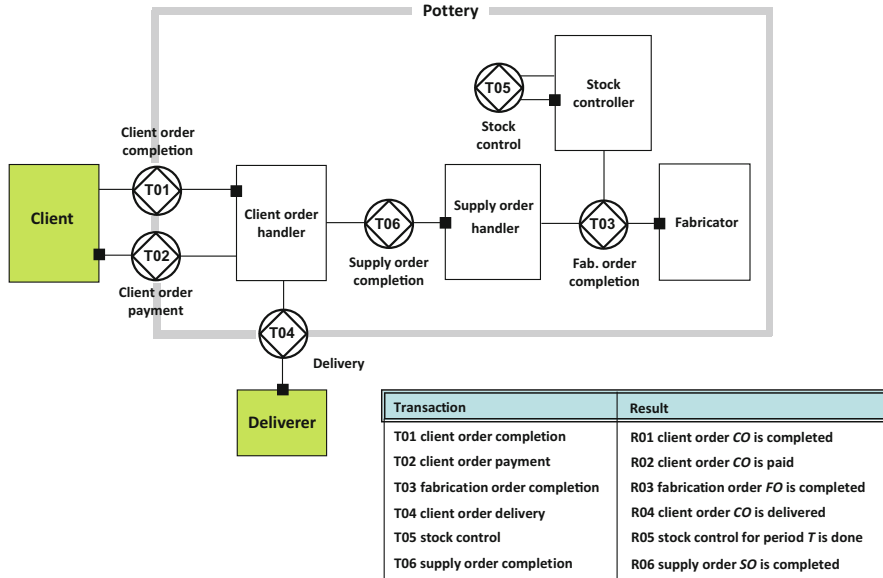 Pottery
T05
Stock
controller
Stock
control
Client order
completion
Client
T01
Client order
handler
T06
Supply order
handler
T03
Fabricator
T02
Supply order
completion
Fab. order
completion
Client order
payment
T04
Delivery
Deliverer
Transaction Result
T01 client order completion R01 client order CO is completed
T02 client order payment R02 client order CO is paid
T03 fabrication order completion R03 fabrication order FO is completed
T04 client order delivery R04 client order CO is delivered
T05 stock control R05 stock control for period T is done
T06 supply order completion R06 supply order SO is completed